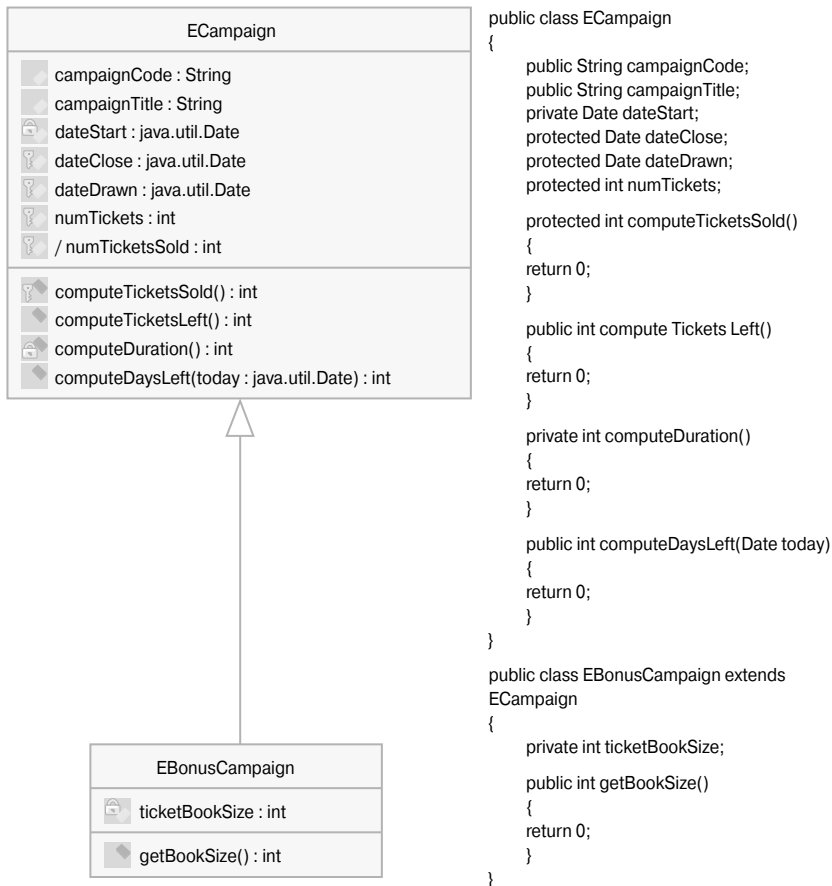 ECampaign
campaignCode : String
campaignTitle : String
dateStart : java.util.Date
dateClose : java.util.Date
dateDrawn : java.util.Date
numTickets : int
/ numTicketsSold : int
computeTicketsSold() : int
computeTicketsLeft() : int
computeDuration() : int
computeDaysLeft(today : java.util.Date) : int
EBonusCampaign
ticketBookSize : int
getBookSize() : int
public class ECampaign
{
public String campaignCode;
public String campaignTitle;
private Date dateStart;
protected Date dateClose;
protected Date dateDrawn;
protected int numTickets;
protected int computeTicketsSold()
{
return 0;
}
public int compute Tickets Left()
{
return 0;
}
private int computeDuration()
{
return 0;
}
public int computeDaysLeft(Date today)
{
return 0;
}
}
public class EBonusCampaign extends
ECampaign
{
private int ticketBookSize;
public int getBookSize()
{
return 0;
}
}